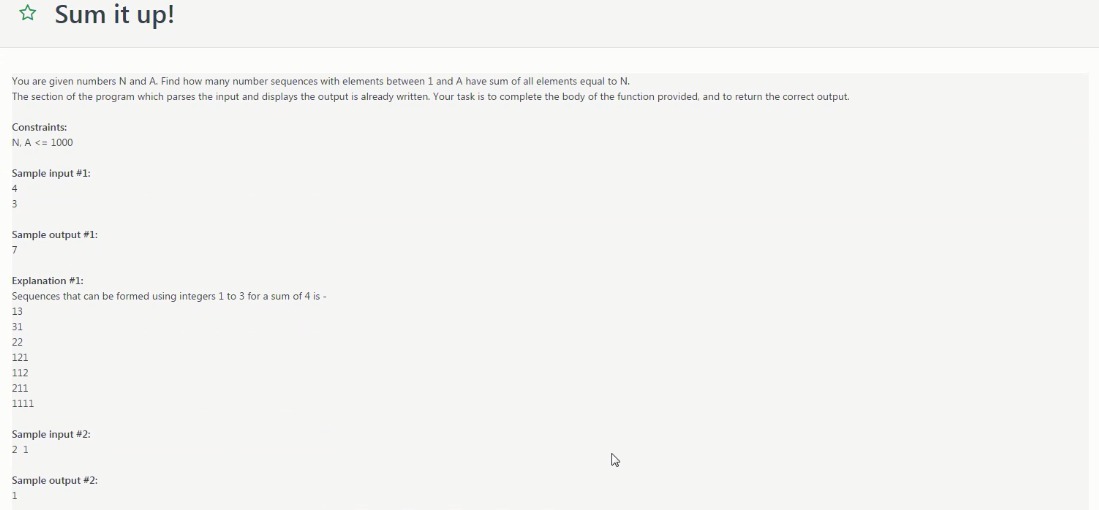 Sum it up!
You are given numbers N and A. Find how many number sequences with elements between 1 and A have sum of all elements equal to N.
The section of the program which parses the input and displays the output is already written. Your task is to complete the body of the function provided, and to return the correct output.
Constraints:
N, A <= 1000
Sample input #1:
4
3
Sample output #1:
7
Explanation #1:
Sequences that can be formed using integers 1 to 3 for a sum of 4 is -
13
31
22
121
112
211
1111
Sample input #2:
2 1
Sample output #2:
1